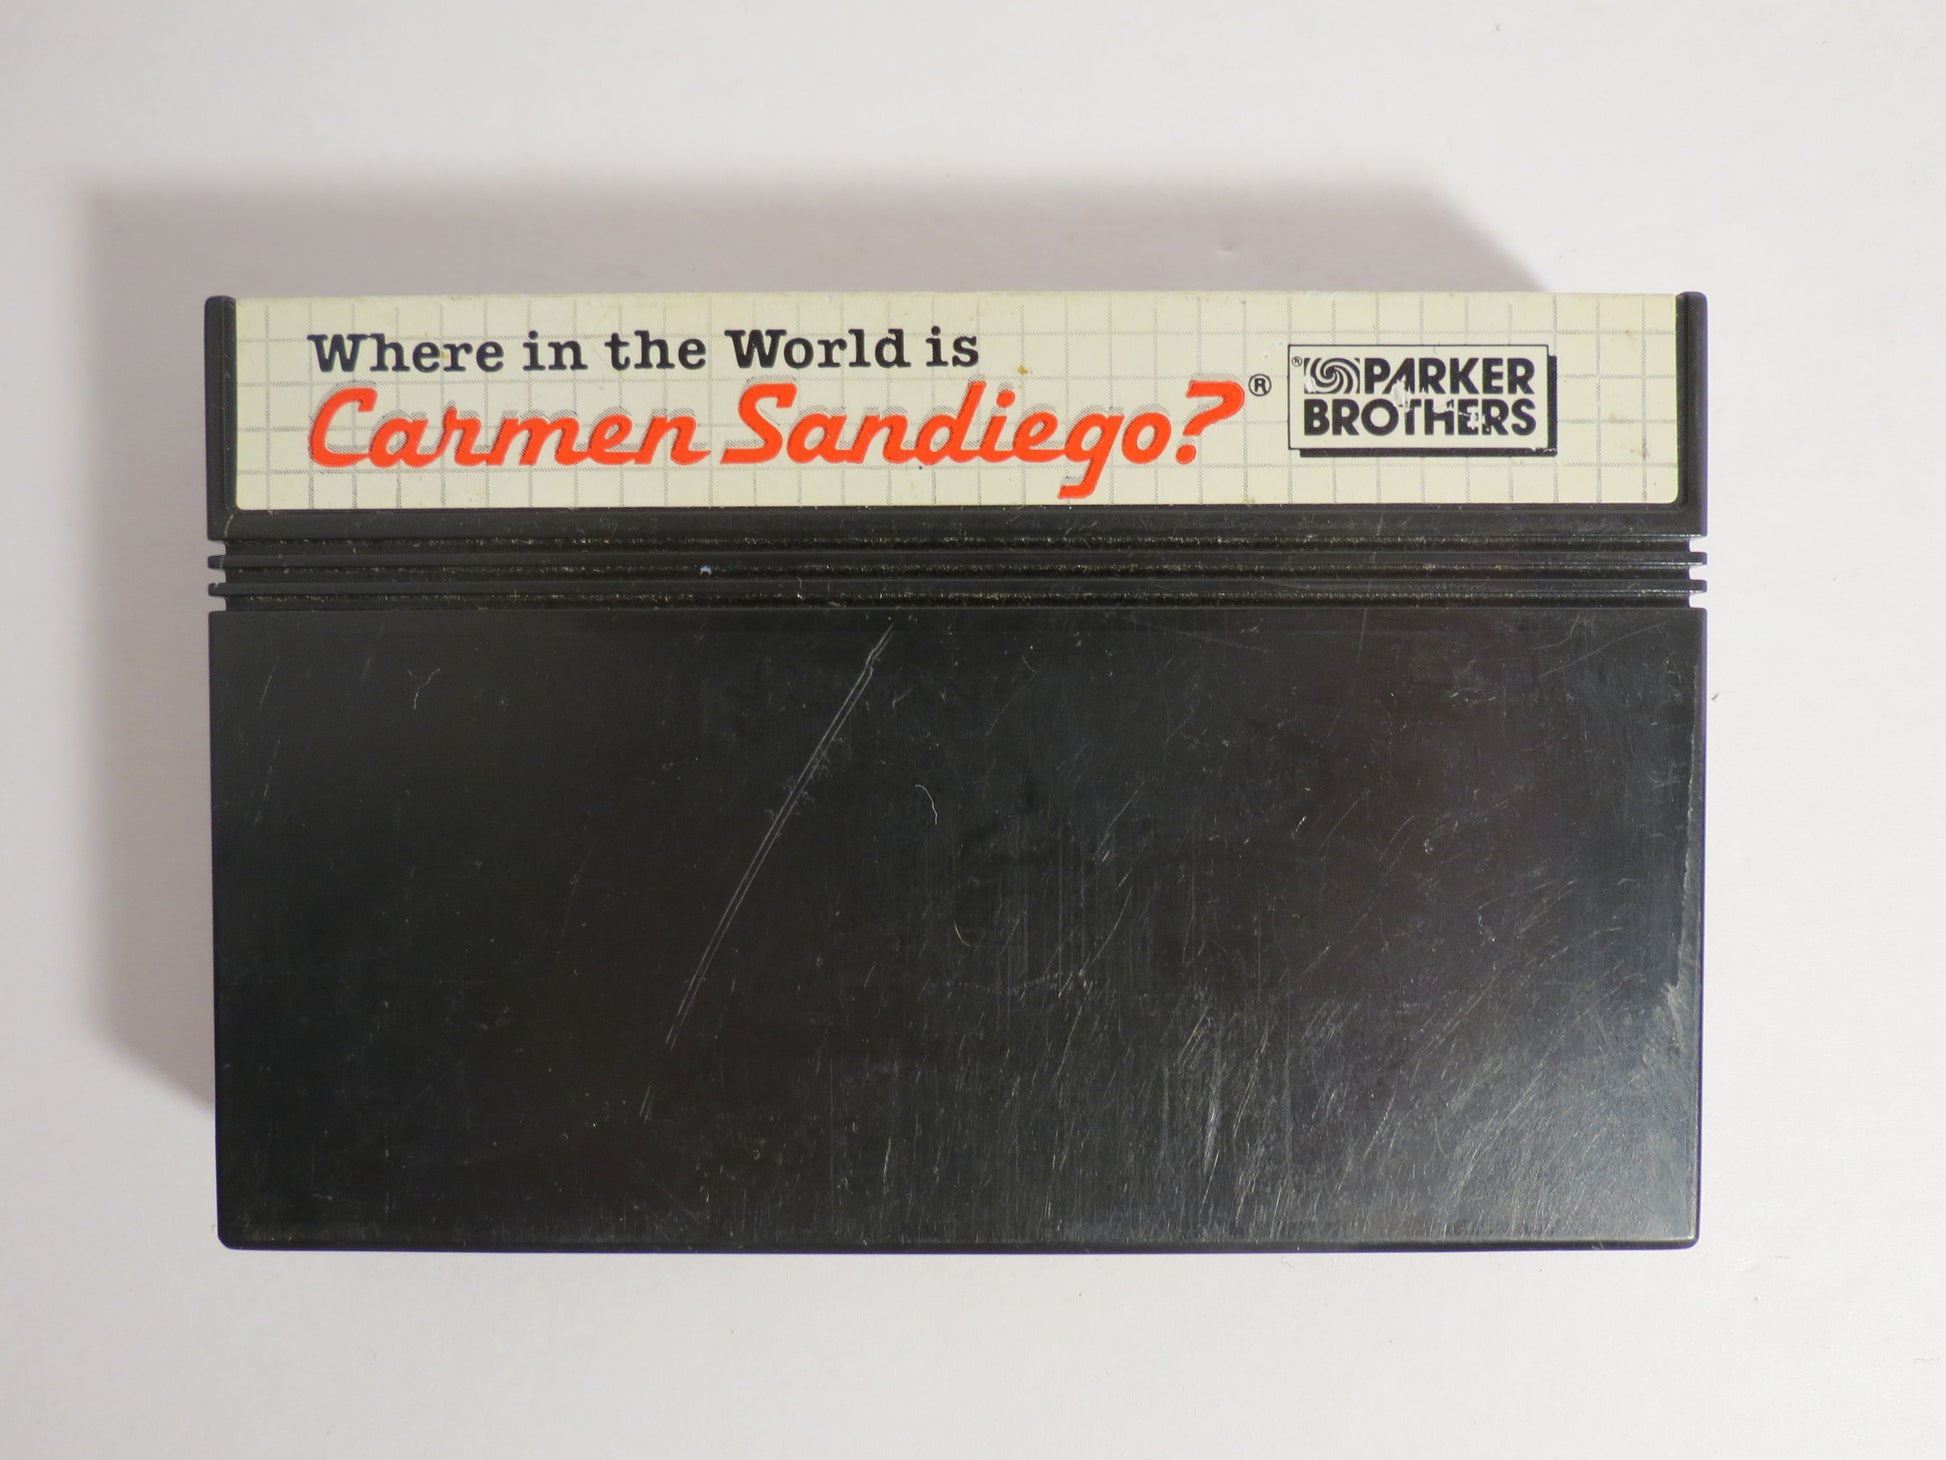 Where in the World is
Carmen Sandiego?®
® PARKER
BROTHERS